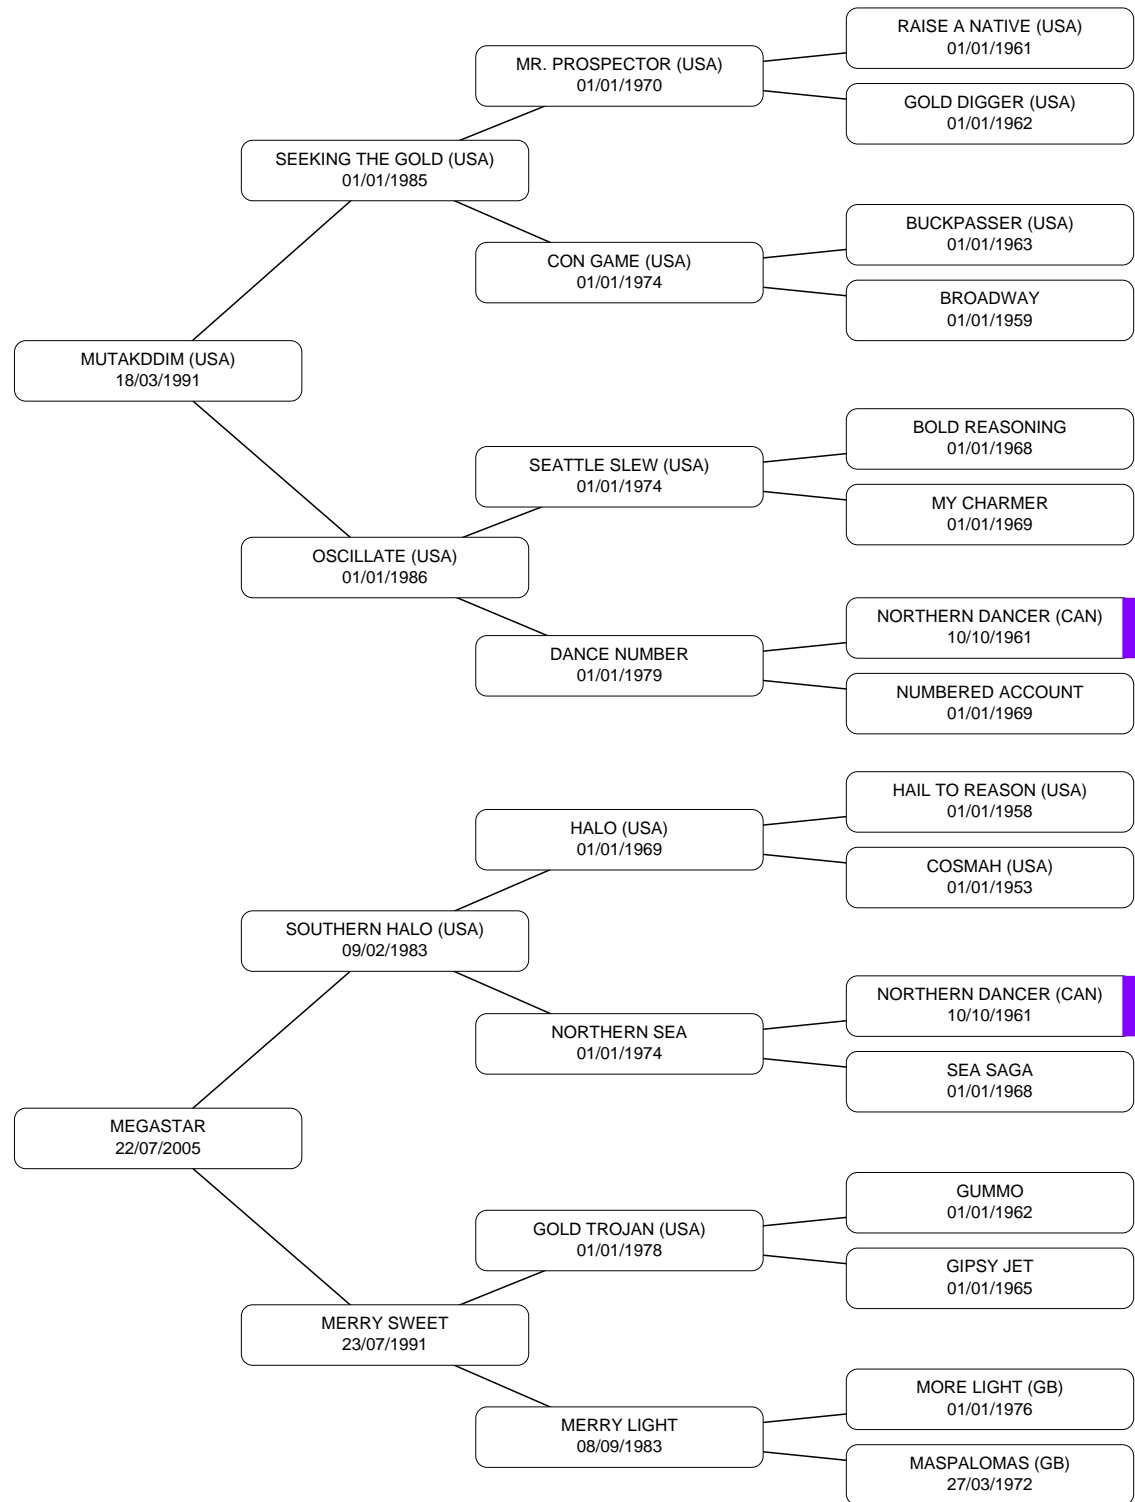 RAISE A NATIVE (USA)
01/01/1961
MR. PROSPECTOR (USA)
01/01/1970
GOLD DIGGER (USA)
01/01/1962
SEEKING THE GOLD (USA)
01/01/1985
BUCKPASSER (USA)
01/01/1963
CON GAME (USA)
01/01/1974
BROADWAY
01/01/1959
MUTAKDDIM (USA)
18/03/1991
BOLD REASONING
01/01/1968
SEATTLE SLEW (USA)
01/01/1974
MY CHARMER
01/01/1969
OSCILLATE (USA)
01/01/1986
NORTHERN DANCER (CAN)
10/10/1961
DANCE NUMBER
01/01/1979
NUMBERED ACCOUNT
01/01/1969
HAIL TO REASON (USA)
01/01/1958
HALO (USA)
01/01/1969
COSMAH (USA)
01/01/1953
SOUTHERN HALO (USA)
09/02/1983
NORTHERN DANCER (CAN)
10/10/1961
NORTHERN SEA
01/01/1974
SEA SAGA
01/01/1968
MEGASTAR
22/07/2005
GUMMO
01/01/1962
GOLD TROJAN (USA)
01/01/1978
GIPSY JET
01/01/1965
MERRY SWEET
23/07/1991
MORE LIGHT (GB)
01/01/1976
MERRY LIGHT
08/09/1983
MASPALOMAS (GB)
27/03/1972